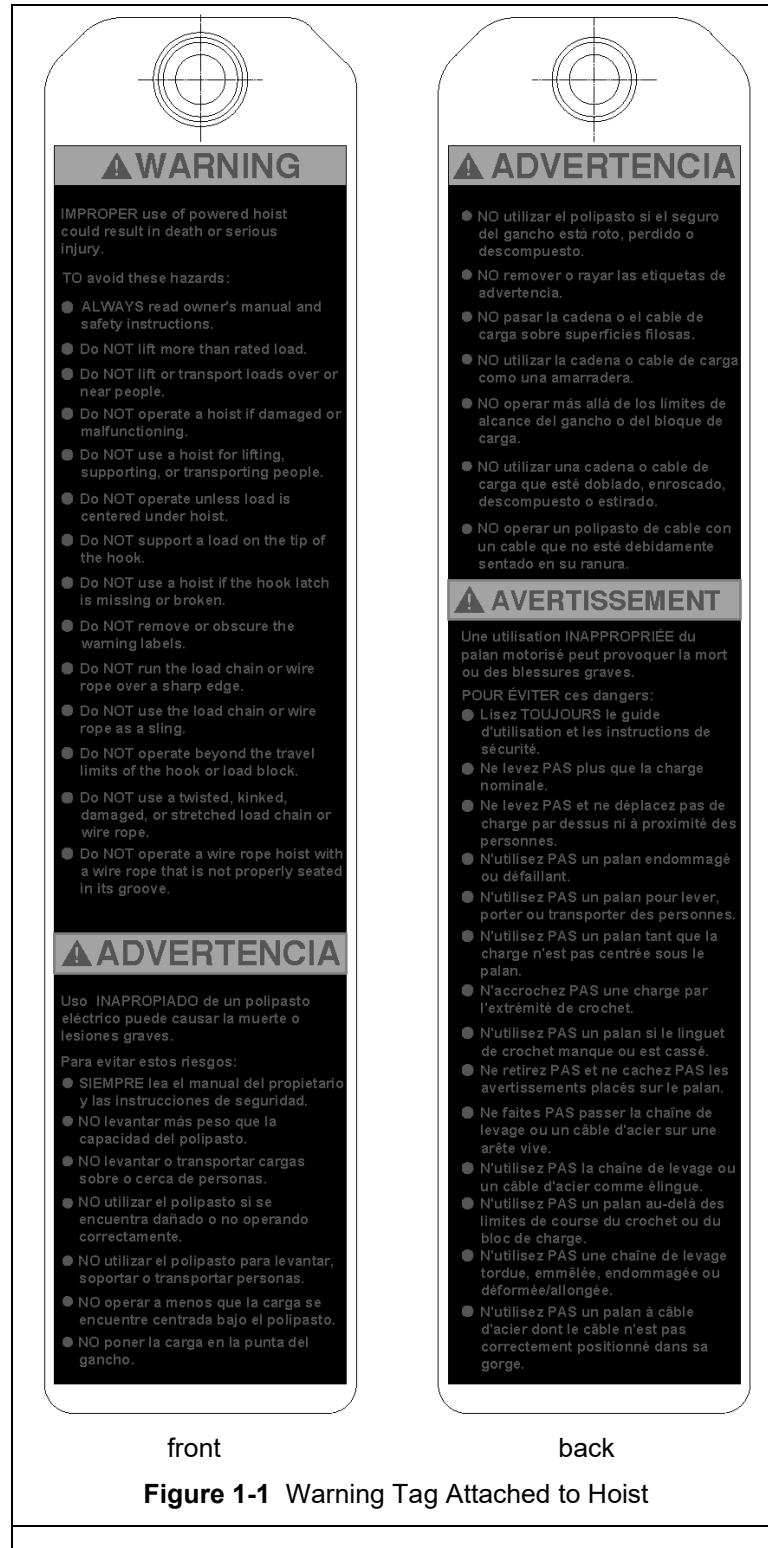 WARNING
IMPROPER use of powered hoist
could result in death or serious
injury.
TO avoid these hazards:
● ALWAYS read owner's manual and
safety instructions.
● Do NOT lift more than rated load.
● Do NOT lift or transport loads over or
near people.
● Do NOT operate a hoist if damaged or
malfunctioning.
● Do NOT use a hoist for lifting,
supporting, or transporting people.
● Do NOT operate unless load is
centered under hoist.
● Do NOT support a load on the tip of
the hook.
● Do NOT use a hoist if the hook latch
is missing or broken.
● Do NOT remove or obscure the
warning labels.
● Do NOT run the load chain or wire
rope over a sharp edge.
● Do NOT use the load chain or wire
rope as a sling.
● Do NOT operate beyond the travel
limits of the hook or load block.
● Do NOT use a twisted, kinked,
damaged, or stretched load chain or
wire rope.
● Do NOT operate a wire rope hoist with
a wire rope that is not properly seated
in its groove.
ADVERTENCIA
Uso INAPROPIADO de un polipasto
eléctrico puede causar la muerte o
lesiones graves.
Para evitar estos riesgos:
● SIEMPRE lea el manual del propietario
y las instrucciones de seguridad.
● NO levantar más peso que la
capacidad del polipasto.
● NO levantar o transportar cargas
sobre o cerca de personas.
● NO utilizar el polipasto si se
encuentra dañado o no operando
correctamente.
● NO utilizar el polipasto para levantar,
soportar o transportar personas.
● NO operar a menos que la carga se
encuentre centrada bajo el polipasto.
● NO poner la carga en la punta del
gancho.
front
ADVERTENCIA
● NO utilizar el polipasto si el seguro
del gancho está roto, perdido o
descompuesto.
● NO remover o rayar las etiquetas de
advertencia.
● NO pasar la cadena o el cable de
carga sobre superficies filosas.
● NO utilizar la cadena o cable de carga
como una amarradera.
● NO operar más allá de los límites de
alcance del gancho o del bloque de
carga.
● NO utilizar una cadena o cable de
carga que esté doblado, enroscado,
descompuesto o estirado.
● NO operar un polipasto de cable con
un cable que no esté debidamente
sentado en su ranura.
AVERTISSEMENT
Une utilisation INAPPROPRIÉE du
palan motorisé peut provoquer la mort
ou des blessures graves.
POUR ÉVITER ces dangers:
● Lisez TOUJOURS le guide
d'utilisation et les instructions de
sécurité.
● Ne levez PAS plus que la charge
nominale.
● Ne levez PAS et ne déplacez pas de
charge par dessus ni à proximité des
personnes.
● N'utilisez PAS un palan endommagé
ou défaillant.
● N'utilisez PAS un palan pour lever,
porter ou transporter des personnes.
● N'utilisez PAS un palan tant que la
charge n'est pas centrée sous le
palan.
● N'accrochez PAS une charge par
l'extrémité de crochet.
● N'utilisez PAS un palan si le linguet
de crochet manque ou est cassé.
● Ne retirez PAS et ne cachez PAS les
avertissements placés sur le palan.
● Ne faites PAS passer la chaîne de
levage ou un câble d'acier sur une
arête vive.
● N'utilisez PAS la chaîne de levage ou
un câble d'acier comme élingue.
● N'utilisez PAS un palan au-delà des
limites de course du crochet ou du
bloc de charge.
● N'utilisez PAS une chaîne de levage
tordue, emmêlée, endommagée ou
déformée/allongée.
● N'utilisez PAS un palan à câble
d'acier dont le câble n'est pas
correctement positionné dans sa
gorge.
back
Figure 1-1 Warning Tag Attached to Hoist